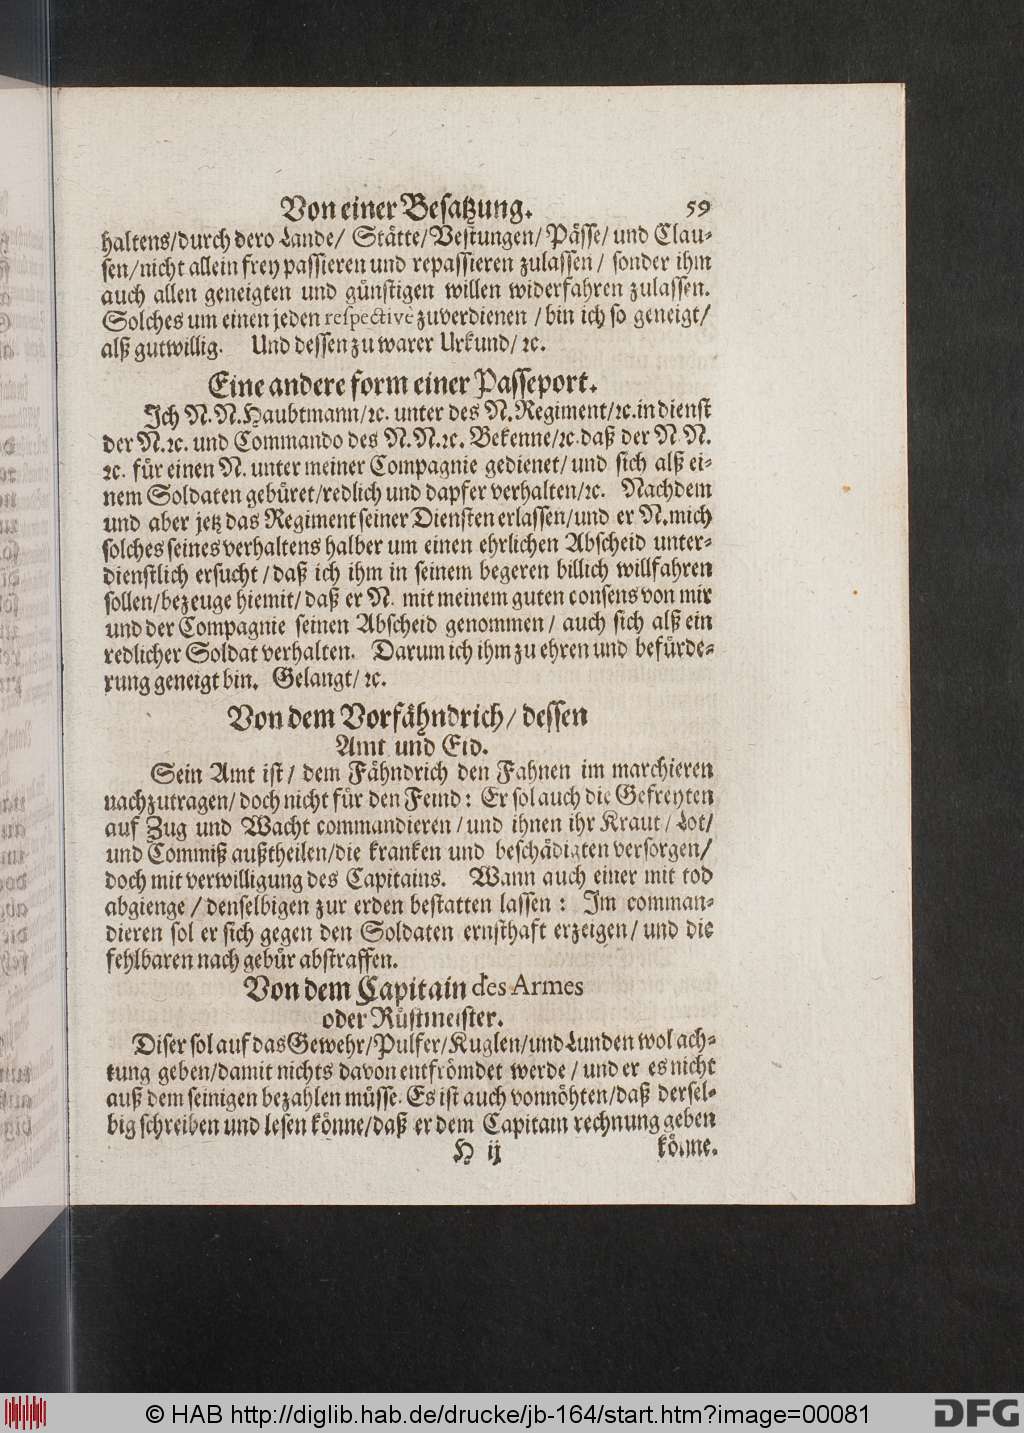 Von einer Besatzung. 59
haltens/durch dero Lande/ Stätte/Vestungen/ Pässe/ und Clau-
sen/nicht allein frey passieren und repassieren zulassen/ sonder ihm
auch allen geneigten und günstigen willen widerfahren zulassen.
Solches um einen jeden respectivè zuverdienen /bin ich so geneigt/
alß gutwillig. Und dessen zu warer Urkund/ ꝛc.
Eine andere form einer Passeport.
Ich N. N. Haubtmann/ꝛc. unter des N. Regiment/ꝛc. in dienst
der N. ꝛc. und Commando des N. N. ꝛc. Bekenne/ꝛc. daß der N N.
ꝛc. für einen N. unter meiner Compagnie gedienet/ und sich alß ei-
nem Soldaten gebüret/redlich und dapfer verhalten/ꝛc. Nachdem
und aber jetz das Regiment seiner Diensten erlassen/und er N. mich
solches seines verhaltens halber um einen ehrlichen Abscheid unter-
dienstlich ersucht /daß ich ihm in seinem begeren billich willfahren
sollen/bezeuge hiemit/ daß er N. mit meinem guten consens von mir
und der Compagnie seinen Abscheid genommen/ auch sich alß ein
redlicher Soldat verhalten. Darum ich ihm zu ehren und befürde-
rung geneigt bin. Gelangt/ ꝛc.
Von dem Vorfähndrich/ dessen
Amt und Eid.
Sein Amt ist/ dem Fähndrich den Fahnen im marchieren
nachzutragen/ doch nicht für den Feind: Er sol auch die Gefreyten
auf Zug und Wacht commandieren /und ihnen ihr Kraut/ Lot/
und Commiß außtheilen/die kranken und beschädigten versorgen/
doch mit verwilligung des Capitains. Wann auch einer mit tod
abgienge /denselbigen zur erden bestatten lassen: Im comman-
dieren sol er sich gegen den Soldaten ernsthaft erzeigen/ und die
fehlbaren nach gebür abstraffen.
Von dem Capitain des Armes
oder Rüstmeister.
Diser sol auf das Gewehr/Pulfer/Kuglen/und Lunden wol ach-
tung geben/damit nichts davon entfrömdet werde /und er es nicht
auß dem seinigen bezahlen müsse. Es ist auch vonnöhten/daß dersel-
big schreiben und lesen könne/daß er dem Capitain rechnung geben
H ij könne.
© HAB http://diglib.hab.de/drucke/jb-164/start.htm?image=00081 DFG